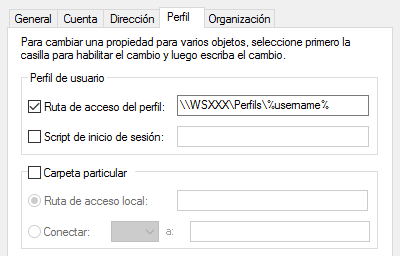 General Cuenta Dirección Perfil Organización
Para cambiar una propiedad para varios objetos, seleccione primero la
casilla para habilitar el cambio y luego escriba el cambio.
Perfil de usuario
Ruta de acceso del perfil: \\WSXXX\Perfils\%username%
Script de inicio de sesión:
Carpeta particular
Ruta de acceso local:
Conectar: a: